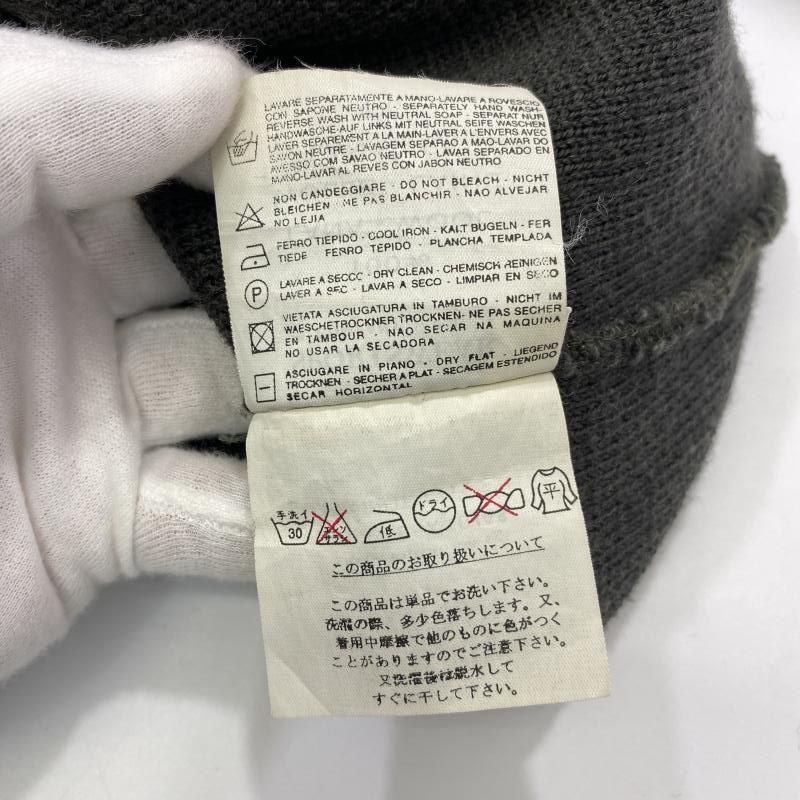 LAVARE SEPARATAMENTE A MANO-LAVARE A ROVESCIO
CON SAPONE NEUTRO - SEPARATELY HAND WASH-
REVERSE WASH WITH NEUTRAL SOAP - SEPARAT NUR
HANDWASCHE-AUF LINKS MIT NEUTRAL SEIFE WASCHEN
LAVER SEPAREMENT A LA MAIN-LAVER A L'ENVERS AVEC
SAVON NEUTRE - LAVAGEM SEPARAO A MAO-LAVAR DO
AVESSO COM SAVAO NEUTRO - LAVAR SEPARADO EN
MANO-LAVAR AL REVES CON JABON NEUTRO
NON CANDEGGIARE - DO NOT BLEACH - NICHT
BLEICHEN - NE PAS BLANCHIR - NAO ALVEJAR
NO LEJIA
FERRO TIEPIDO - COOL IRON - KALT BUGELN - FER
TIEDE - FERRO TEPIDO - PLANCHA TEMPLADA
P
LAVARE A SECCO - DRY CLEAN - CHEMISCH REINIGEN
LAVER A SEC - LAVAR A SECO - LIMPIAR EN SECO
VIETATA ASCIUGATURA IN TAMBURO - NICHT IM
WAESCHETROCKNER TROCKNEN- NE PAS SECHER
EN TAMBOUR - NAO SECAR NA MAQUINA
NO USAR LA SECADORA
ASCIUGARE IN PIANO - DRY FLAT - LIEGEND
TROCKNEN - SECHER A PLAT - SECAGEM ESTENDIDO
SECAR HORIZONTAL
手洗イ
30
エンソ
サラシ
低
ドライ
平
この商品のお取り扱いについて
この商品は単品でお洗い下さい。
洗濯の際、多少色落ちします。又、
着用中摩擦で他のものに色がつく
ことがありますのでご注意下さい。
又洗濯後は脱水して
すぐに干して下さい。